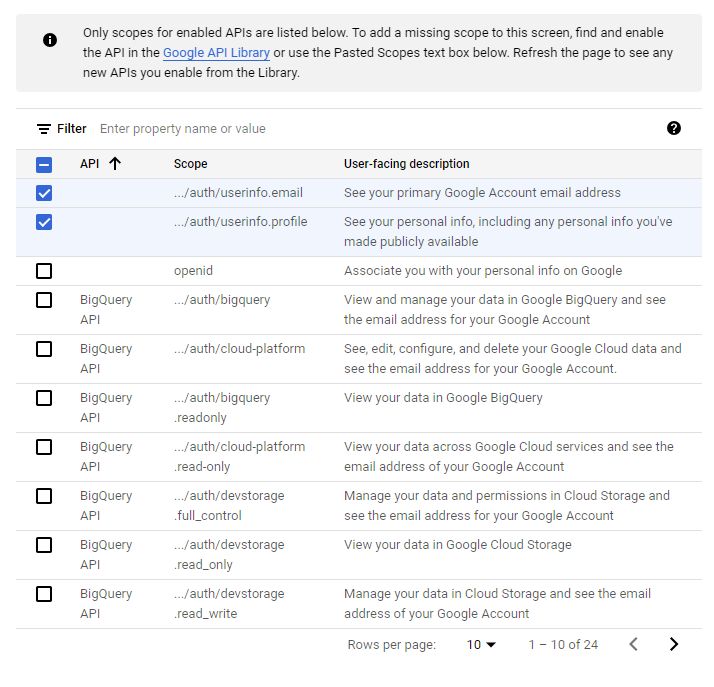 Only scopes for enabled APIs are listed below. To add a missing scope to this screen, find and enable
the API in the Google API Library or use the Pasted Scopes text box below. Refresh the page to see any
new APIs you enable from the Library.
Filter Enter property name or value
API Scope User-facing description
.../auth/userinfo.email See your primary Google Account email address
.../auth/userinfo.profile See your personal info, including any personal info you've
made publicly available
openid Associate you with your personal info on Google
BigQuery .../auth/bigquery View and manage your data in Google BigQuery and see
API the email address for your Google Account
BigQuery .../auth/cloud-platform See, edit, configure, and delete your Google Cloud data and
API see the email address for your Google Account.
BigQuery .../auth/bigquery View your data in Google BigQuery
API .readonly
BigQuery .../auth/cloud-platform View your data across Google Cloud services and see the
API .read-only email address of your Google Account
BigQuery .../auth/devstorage Manage your data and permissions in Cloud Storage and
API .full_control see the email address for your Google Account
BigQuery .../auth/devstorage View your data in Google Cloud Storage
API .read_only
BigQuery .../auth/devstorage Manage your data in Cloud Storage and see the email
API .read_write address of your Google Account
Rows per page: 10 1 – 10 of 24